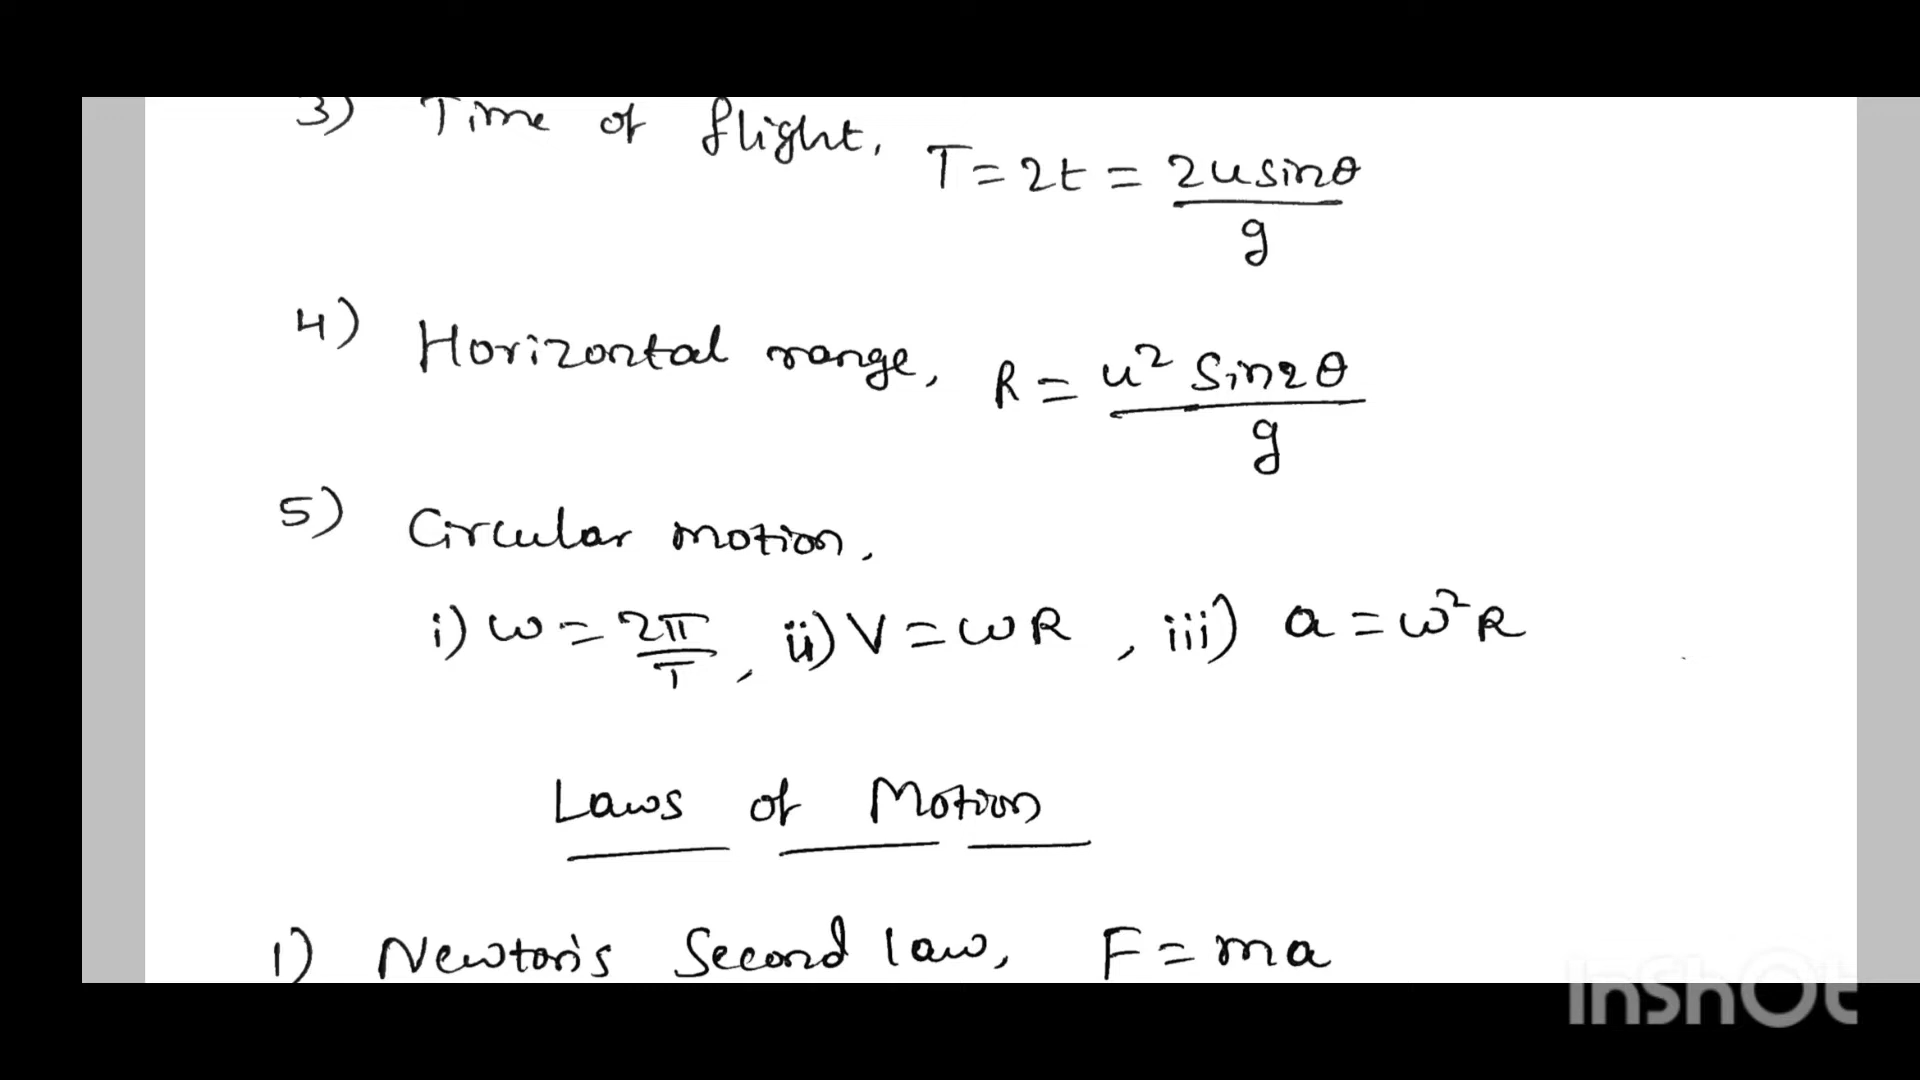 3) Time of flight, T = 2t = 2usinθ/g
4) Horizontal range, R = u² Sin2θ/g
5) Circular motion,
i) ω = 2π/T, ii) V = ωR, iii) a = ω²R
Laws of Motion
1) Newton's Second law, F = ma
InShOt